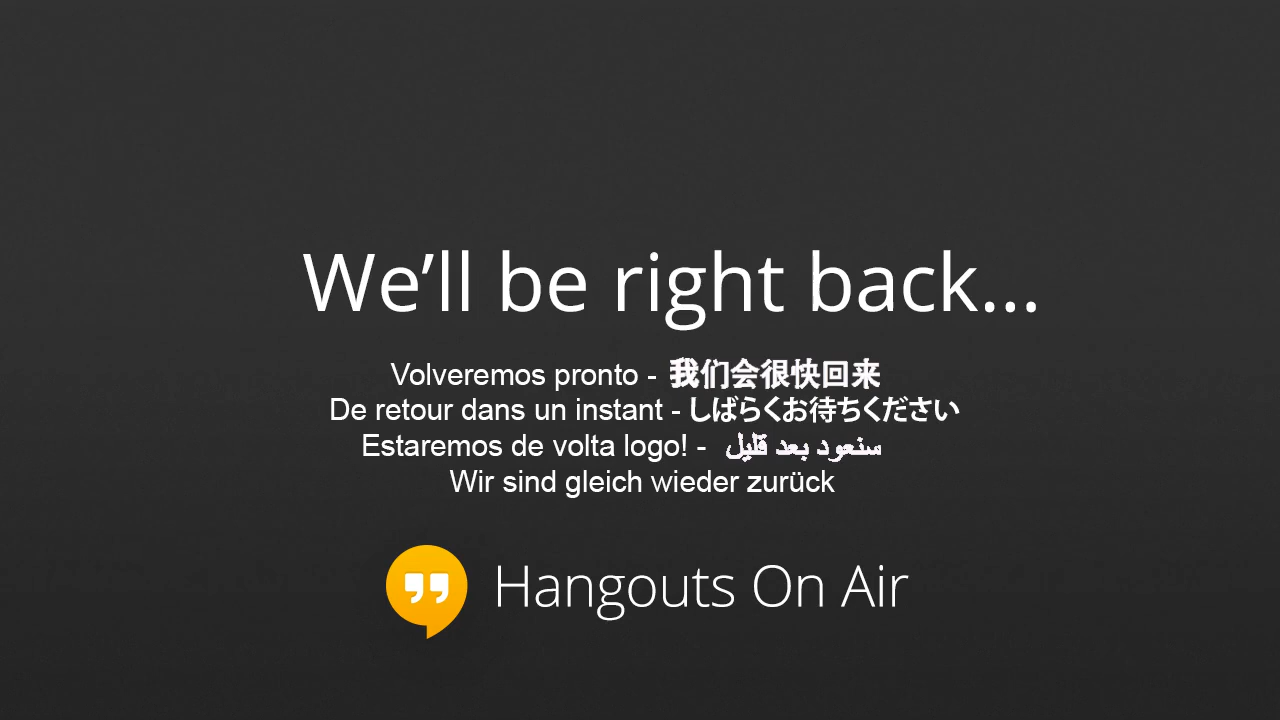 We’ll be right back...
Volveremos pronto - 我们会很快回来
De retour dans un instant - しばらくお待ちください
Estaremos de volta logo! - سنعود بعد قليل
Wir sind gleich wieder zurück
Hangouts On Air